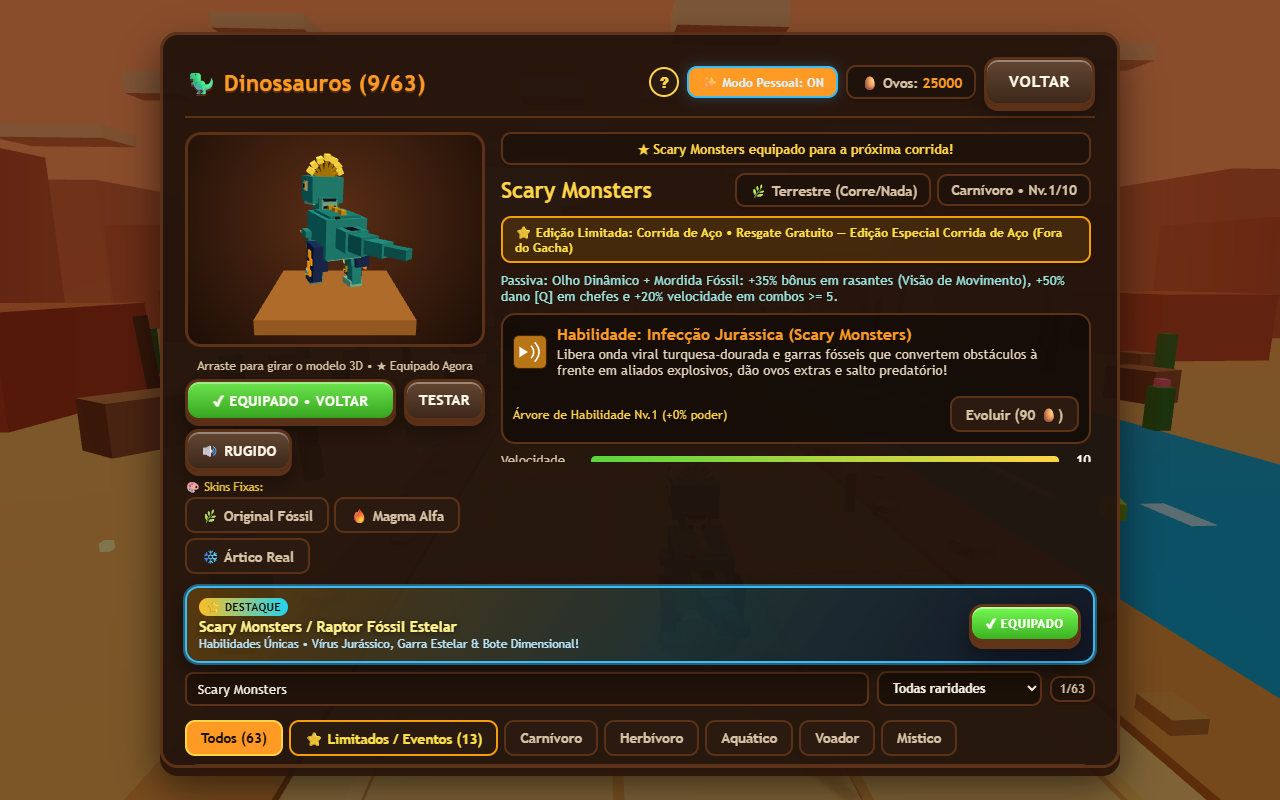 Dinossauros (9/63)
?
Modo Pessoal: ON
Ovos: 25000
VOLTAR
★ Scary Monsters equipado para a próxima corrida!
Scary Monsters
Terrestre (Corre/Nada)
Carnívoro • Nv.1/10
Edição Limitada: Corrida de Aço • Resgate Gratuito — Edição Especial Corrida de Aço (Fora
do Gacha)
Passiva: Olho Dinâmico + Mordida Fóssil: +35% bônus em rasantes (Visão de Movimento), +50%
dano [Q] em chefes e +20% velocidade em combos >= 5.
Habilidade: Infecção Jurássica (Scary Monsters)
Libera onda viral turquesa-dourada e garras fósseis que convertem obstáculos à
frente em aliados explosivos, dão ovos extras e salto predatório!
Árvore de Habilidade Nv.1 (+0% poder)
Evoluir (90 🥚)
Velocidade
10
Arraste para girar o modelo 3D • ★ Equipado Agora
✓ EQUIPADO • VOLTAR
TESTAR
RUGIDO
Skins Fixas:
Original Fóssil
Magma Alfa
Ártico Real
DESTAQUE
Scary Monsters / Raptor Fóssil Estelar
Habilidades Únicas • Vírus Jurássico, Garra Estelar & Bote Dimensional!
✓ EQUIPADO
Scary Monsters
Todas raridades
1/63
Todos (63)
Limitados / Eventos (13)
Carnívoro
Herbívoro
Aquático
Voador
Místico